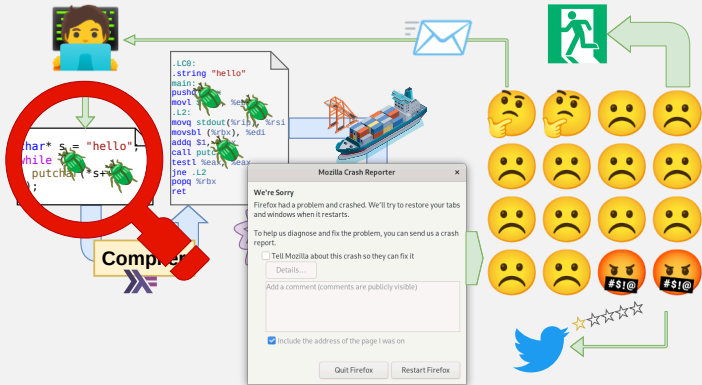 .LC0:
.string "hello"
main:
pushq
movl
.L2:
movq stdout(%rip), %rsi
movsbl (%rbx), %edi
addq $1,
call putc
testl %eax, %eax
jne .L2
popq %rbx
ret
char* s = "hello";
while
putchar(*s++
);
Compiler
Mozilla Crash Reporter ×
We're Sorry
Firefox had a problem and crashed. We'll try to restore your tabs
and windows when it restarts.
To help us diagnose and fix the problem, you can send us a crash
report.
Tell Mozilla about this crash so they can fix it
Details...
Add a comment (comments are publicly visible)
Include the address of the page I was on
Quit Firefox Restart Firefox
#$!@ #$!@